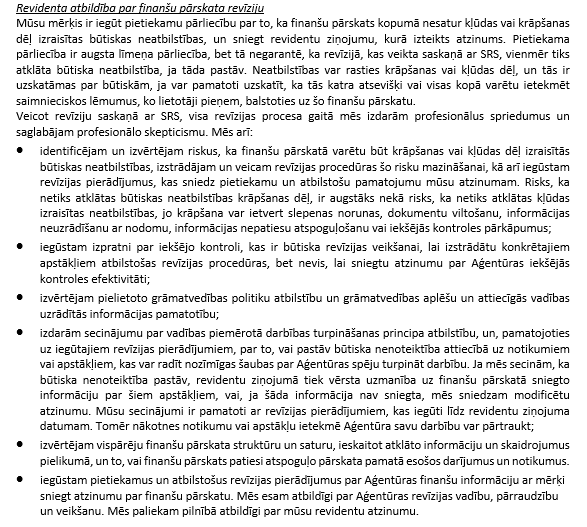 Revidenta atbildība par finanšu pārskata revīziju
Mūsu mērķis ir iegūt pietiekamu pārliecību par to, ka finanšu pārskats kopumā nesatur kļūdas vai krāpšanas
dēļ izraisītas būtiskas neatbilstības, un sniegt revidentu ziņojumu, kurā izteikts atzinums. Pietiekama
pārliecība ir augsta līmeņa pārliecība, bet tā negarantē, ka revīzijā, kas veikta saskaņā ar SRS, vienmēr tiks
atklāta būtiska neatbilstība, ja tāda pastāv. Neatbilstības var rasties krāpšanas vai kļūdas dēļ, un tās ir
uzskatāmas par būtiskām, ja var pamatoti uzskatīt, ka tās katra atsevišķi vai visas kopā varētu ietekmēt
saimnieciskos lēmumus, ko lietotāji pieņem, balstoties uz šo finanšu pārskatu.
Veicot revīziju saskaņā ar SRS, visa revīzijas procesa gaitā mēs izdarām profesionālus spriedumus un
saglabājam profesionālo skepticismu. Mēs arī:
● identificējam un izvērtējam riskus, ka finanšu pārskatā varētu būt krāpšanas vai kļūdas dēļ izraisītās
būtiskas neatbilstības, izstrādājam un veicam revīzijas procedūras šo risku mazināšanai, kā arī iegūstam
revīzijas pierādījumus, kas sniedz pietiekamu un atbilstošu pamatojumu mūsu atzinumam. Risks, ka
netiks atklātas būtiskas neatbilstības krāpšanas dēļ, ir augstāks nekā risks, ka netiks atklātas kļūdas
izraisītas neatbilstības, jo krāpšana var ietvert slepenas norunas, dokumentu viltošanu, informācijas
neuzrādīšanu ar nodomu, informācijas nepatiesu atspoguļošanu vai iekšējās kontroles pārkāpumus;
● iegūstam izpratni par iekšējo kontroli, kas ir būtiska revīzijas veikšanai, lai izstrādātu konkrētajiem
apstākļiem atbilstošas revīzijas procedūras, bet nevis, lai sniegtu atzinumu par Aģentūras iekšējās
kontroles efektivitāti;
● izvērtējam pielietoto grāmatvedības politiku atbilstību un grāmatvedības aplēšu un attiecīgās vadības
uzrādītās informācijas pamatotību;
● izdarām secinājumu par vadības piemērotā darbības turpināšanas principa atbilstību, un, pamatojoties
uz iegūtajiem revīzijas pierādījumiem, par to, vai pastāv būtiska nenoteiktība attiecībā uz notikumiem
vai apstākļiem, kas var radīt nozīmīgas šaubas par Aģentūras spēju turpināt darbību. Ja mēs secinām, ka
būtiska nenoteiktība pastāv, revidentu ziņojumā tiek vērsta uzmanība uz finanšu pārskatā sniegto
informāciju par šiem apstākļiem, vai, ja šāda informācija nav sniegta, mēs sniedzam modificētu
atzinumu. Mūsu secinājumi ir pamatoti ar revīzijas pierādījumiem, kas iegūti līdz revidentu ziņojuma
datumam. Tomēr nākotnes notikumu vai apstākļu ietekmē Aģentūra savu darbību var pārtraukt;
● izvērtējam vispārēju finanšu pārskata struktūru un saturu, ieskaitot atklāto informāciju un skaidrojumus
pielikumā, un to, vai finanšu pārskats patiesi atspoguļo pārskata pamatā esošos darījumus un notikumus.
● iegūstam pietiekamus un atbilstošus revīzijas pierādījumus par Aģentūras finanšu informāciju ar mērķi
sniegt atzinumu par finanšu pārskatu. Mēs esam atbildīgi par Aģentūras revīzijas vadību, pārraudzību
un veikšanu. Mēs paliekam pilnībā atbildīgi par mūsu revidentu atzinumu.